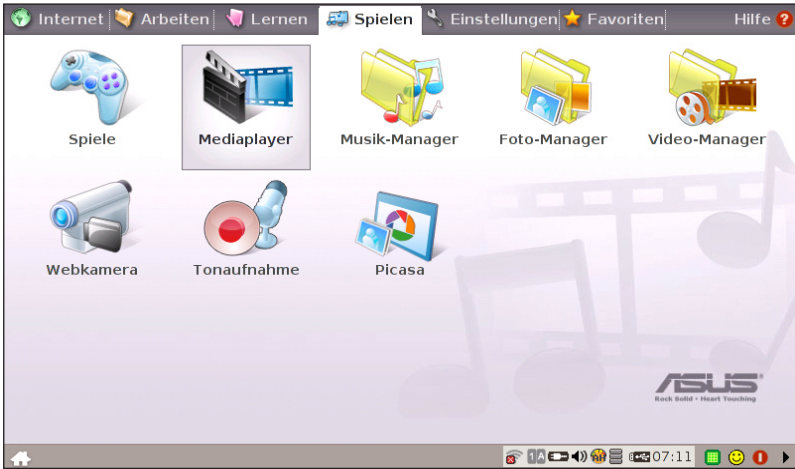 Internet Arbeiten Lernen Spielen Einstellungen Favoriten Hilfe ?
Spiele Mediaplayer Musik-Manager Foto-Manager Video-Manager
Webkamera Tonaufnahme Picasa
ASUS
Rock Solid • Heart Touching
1 A 07:11